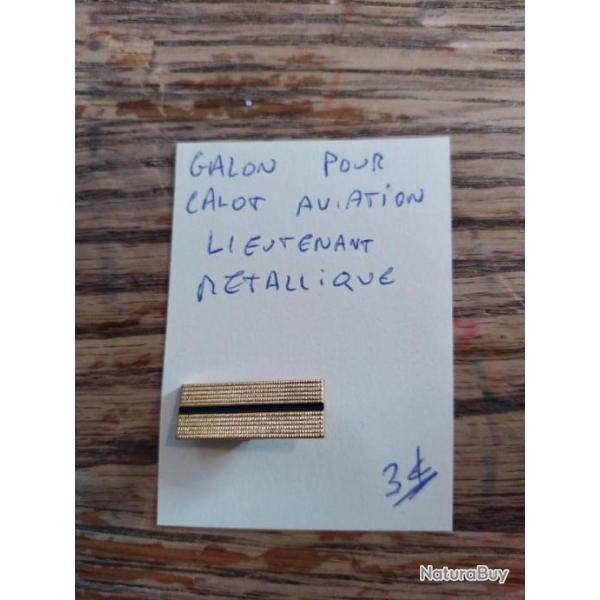 GALON POUR
CALOT AVIATION
LIEUTENANT
METALLIQUE
3€
NaturaBuy